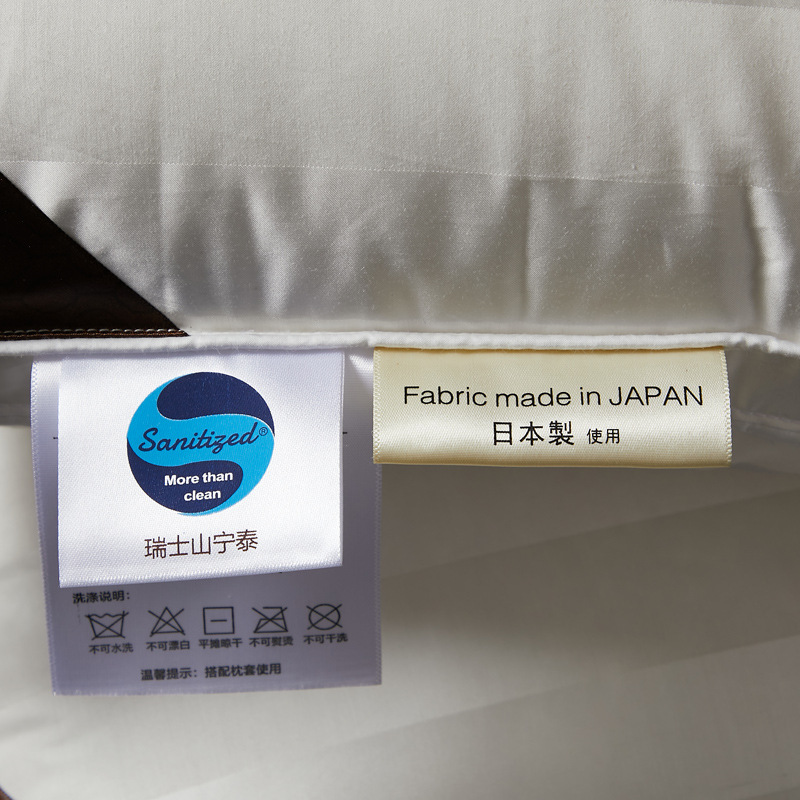 Sanitized®
More than
clean
瑞士山宁泰
Fabric made in JAPAN
日本製 使用
洗涤说明:
不可水洗 不可漂白 平摊晾干 不可熨烫 不可干洗
温馨提示: 搭配枕套使用